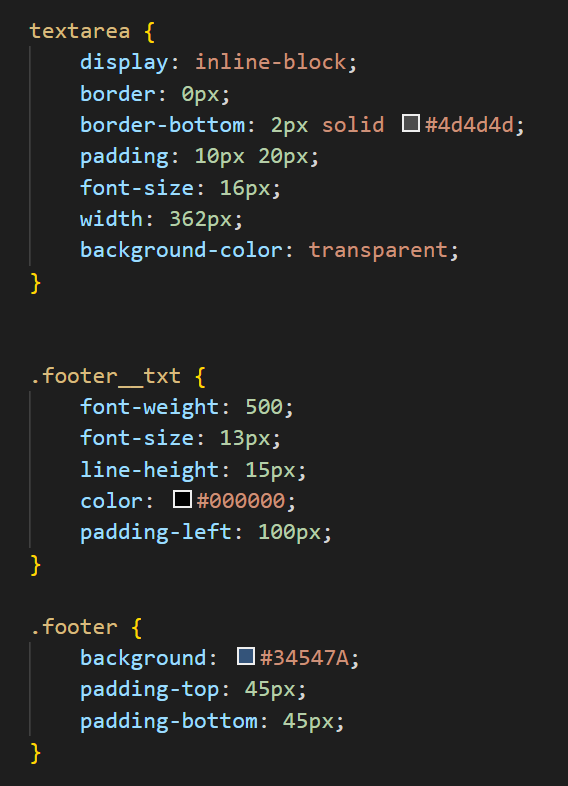 textarea {
display: inline-block;
border: 0px;
border-bottom: 2px solid #4d4d4d;
padding: 10px 20px;
font-size: 16px;
width: 362px;
background-color: transparent;
}
.footer__txt {
font-weight: 500;
font-size: 13px;
line-height: 15px;
color: #000000;
padding-left: 100px;
}
.footer {
background: #34547A;
padding-top: 45px;
padding-bottom: 45px;
}